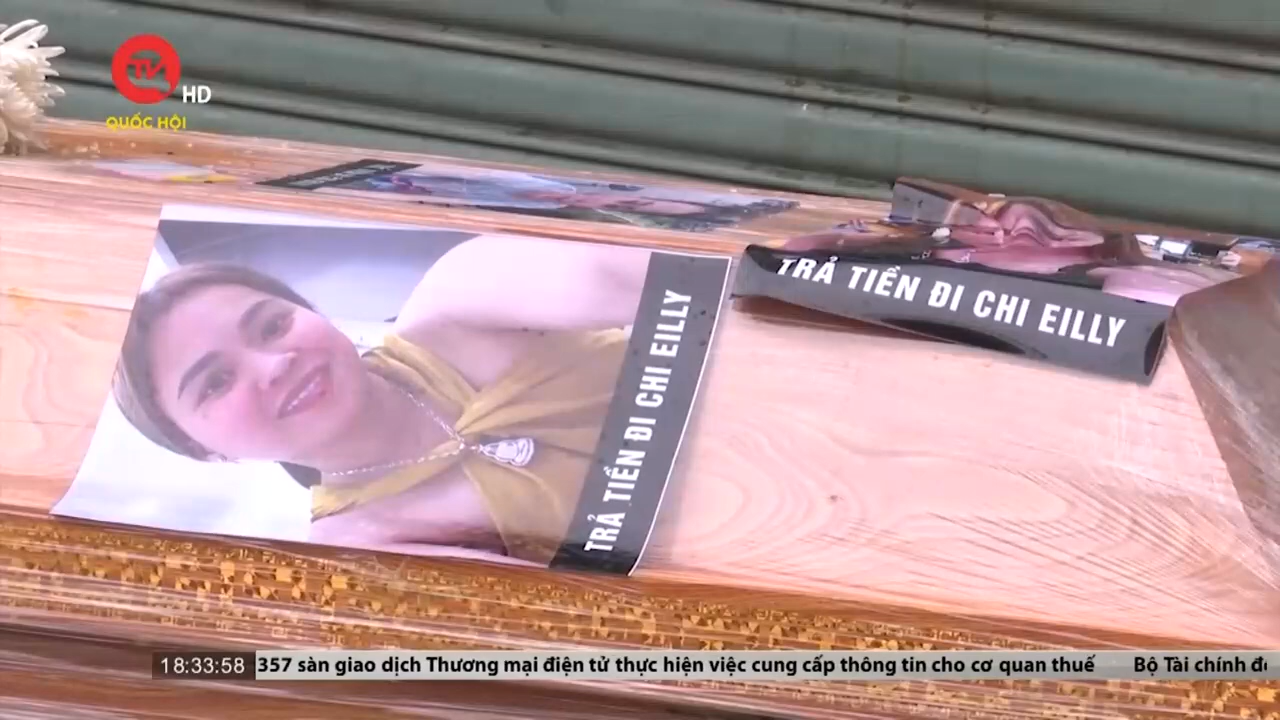 TV
HD
QUỐC HỘI
TRẢ TIỀN ĐI CHI EILLY
TRẢ TIỀN ĐI CHI EILLY
18:33:58
357 sàn giao dịch Thương mại điện tử thực hiện việc cung cấp thông tin cho cơ quan thuế
Bộ Tài chính